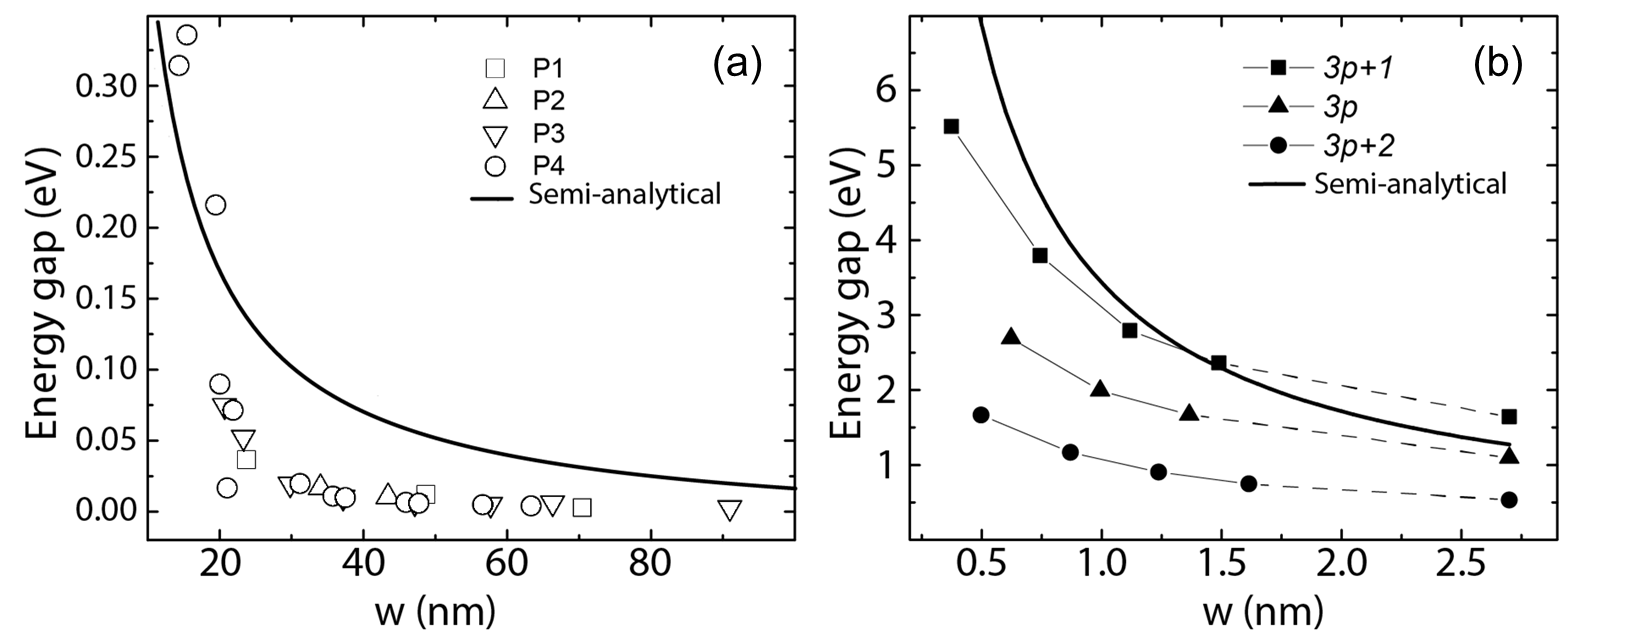 (a)
P1
P2
P3
P4
Semi-analytical
Energy gap (eV)
0.30
0.25
0.20
0.15
0.10
0.05
0.00
20 40 60 80
w (nm)
(b)
3p+1
3p
3p+2
Semi-analytical
Energy gap (eV)
6
5
4
3
2
1
0.5 1.0 1.5 2.0 2.5
w (nm)